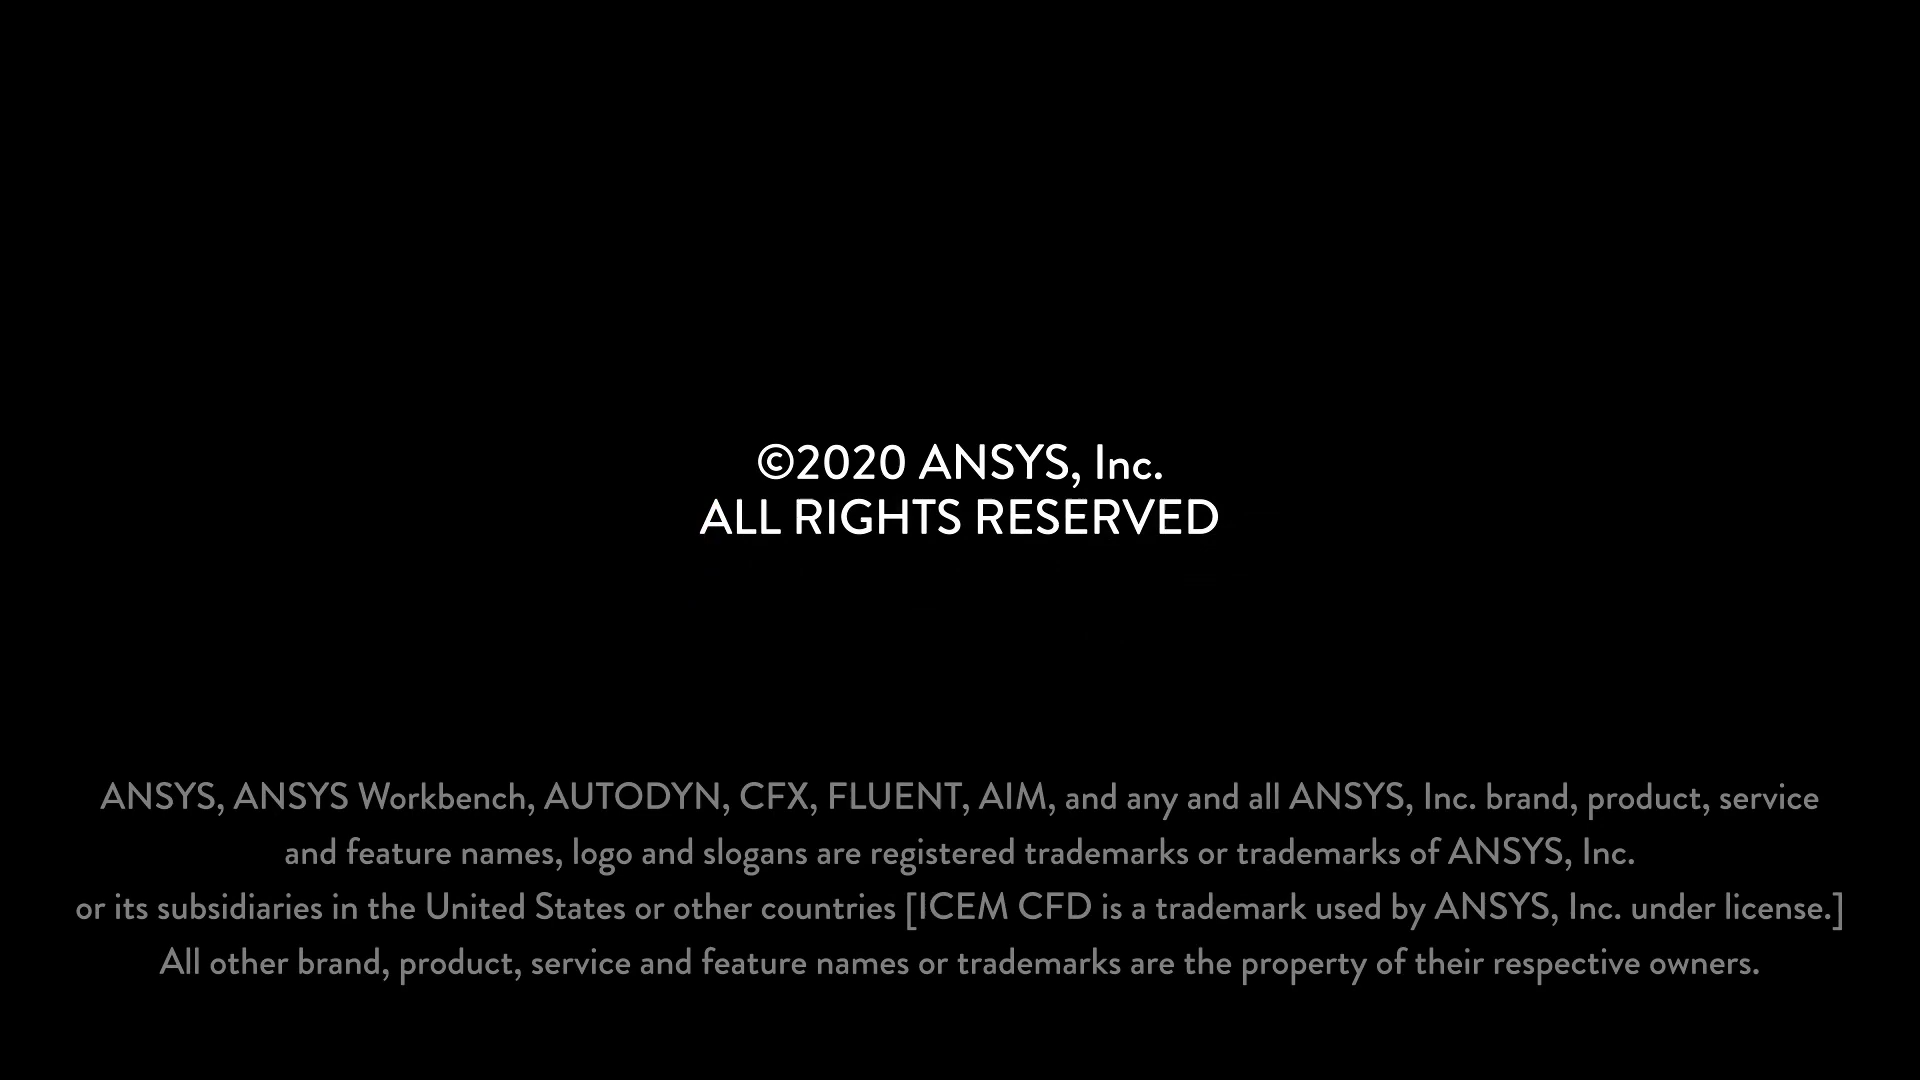 ©2020 ANSYS, Inc.
ALL RIGHTS RESERVED
ANSYS, ANSYS Workbench, AUTODYN, CFX, FLUENT, AIM, and any and all ANSYS, Inc. brand, product, service
and feature names, logo and slogans are registered trademarks or trademarks of ANSYS, Inc.
or its subsidiaries in the United States or other countries [ICEM CFD is a trademark used by ANSYS, Inc. under license.]
All other brand, product, service and feature names or trademarks are the property of their respective owners.